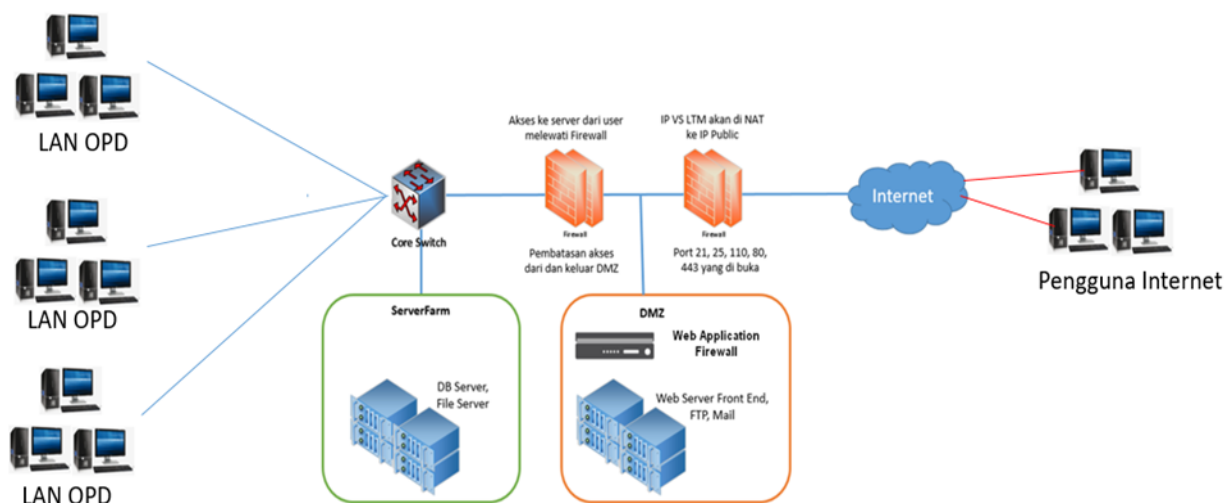 LAN OPD
LAN OPD
LAN OPD
Core Switch
Akses ke server dari user
melewati Firewall
Firewall
Pembatasan akses
dari dan keluar DMZ
IP VS LTM akan di NAT
ke IP Public
Firewall
Port 21, 25, 110, 80,
443 yang di buka
Internet
Pengguna Internet
ServerFarm
DB Server,
File Server
DMZ
Web Application
Firewall
Web Server Front End,
FTP, Mail